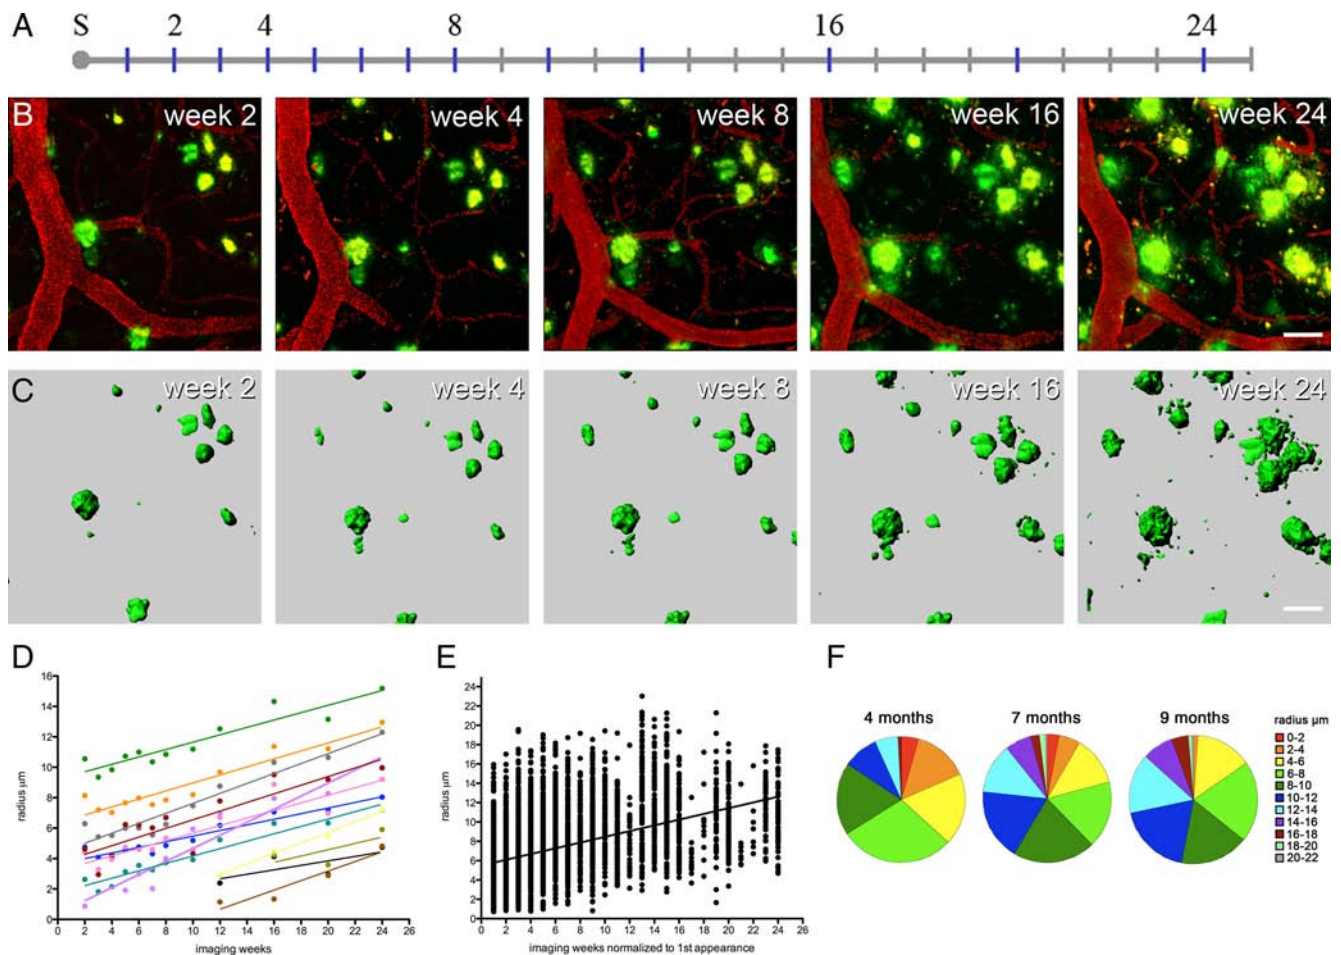 A
S 2 4 8 16 24
B
week 2 week 4 week 8 week 16 week 24
C
week 2 week 4 week 8 week 16 week 24
D
radius µm
16
14
12
10
8
6
4
2
0
0 2 4 6 8 10 12 14 16 18 20 22 24 26
imaging weeks
E
radius µm
24
22
20
18
16
14
12
10
8
6
4
2
0
0 2 4 6 8 10 12 14 16 18 20 22 24 26
imaging weeks normalized to 1st appearance
F
4 months 7 months 9 months
radius µm
0-2
2-4
4-6
6-8
8-10
10-12
12-14
14-16
16-18
18-20
20-22